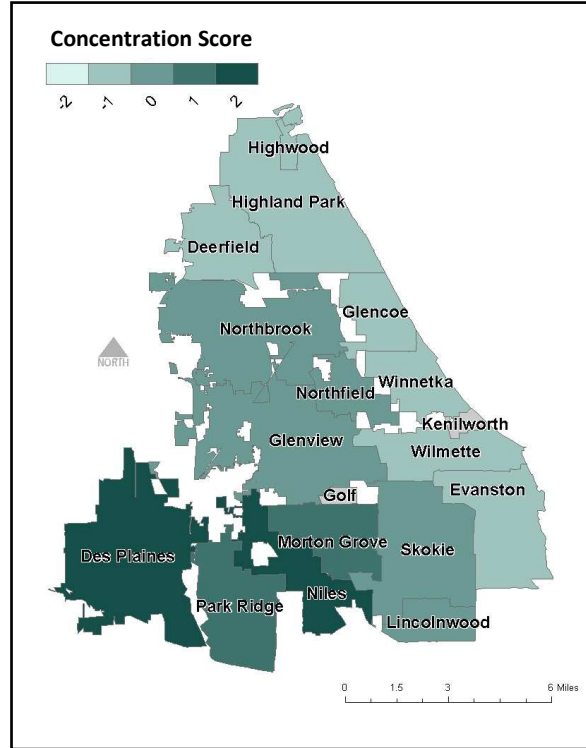 Concentration Score
-2 -1 0 1 2
Highwood
Highland Park
Deerfield
Glencoe
Northbrook
NORTH
Winnetka
Northfield
Kenilworth
Glenview
Wilmette
Evanston
Golf
Morton Grove
Skokie
Des Plaines
Niles
Park Ridge
Lincolnwood
0 1.5 3 6 Miles